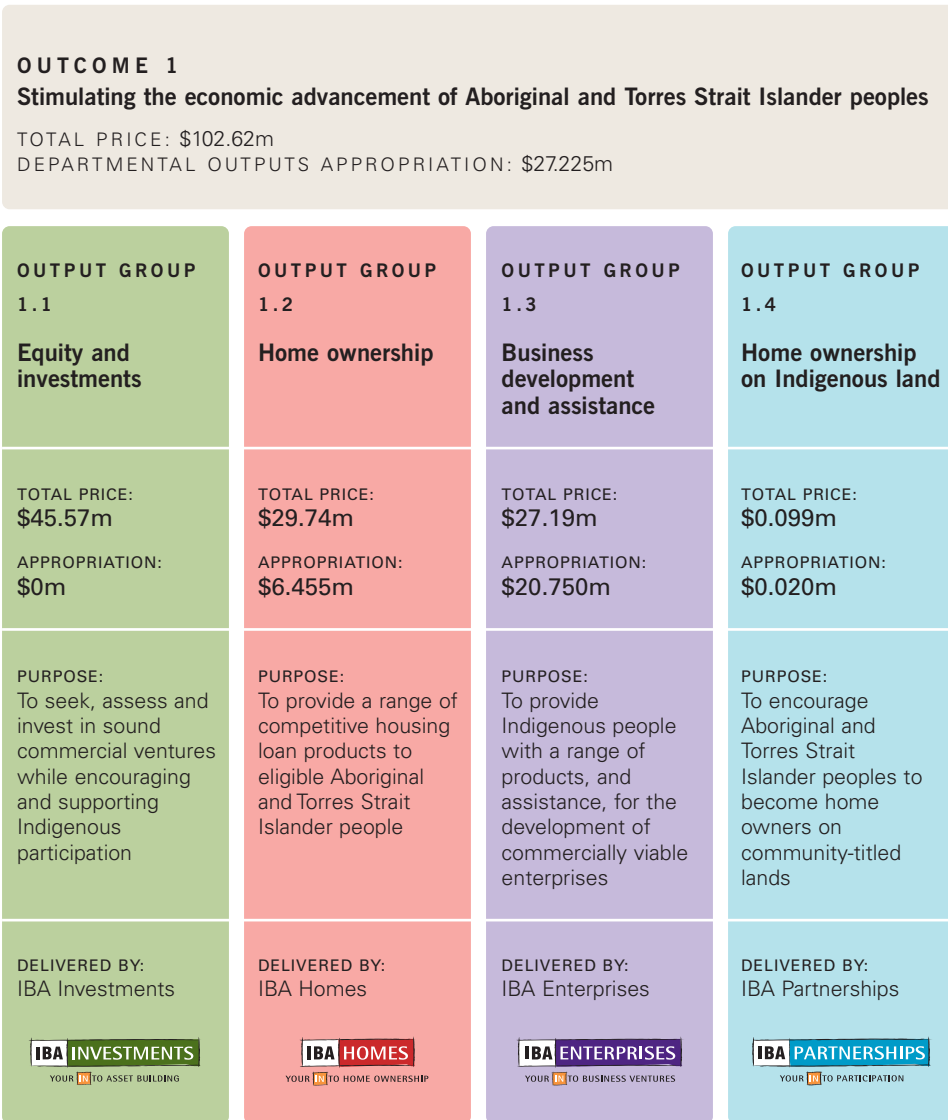 OUTCOME 1
Stimulating the economic advancement of Aboriginal and Torres Strait Islander peoples
TOTAL PRICE: $102.62m
DEPARTMENTAL OUTPUTS APPROPRIATION: $27.225m
OUTPUT GROUP
1.1
Equity and
investments
TOTAL PRICE:
$45.57m
APPROPRIATION:
$0m
PURPOSE:
To seek, assess and
invest in sound
commercial ventures
while encouraging
and supporting
Indigenous
participation
DELIVERED BY:
IBA Investments
IBA INVESTMENTS
YOUR IN TO ASSET BUILDING
OUTPUT GROUP
1.2
Home ownership
TOTAL PRICE:
$29.74m
APPROPRIATION:
$6.455m
PURPOSE:
To provide a range of
competitive housing
loan products to
eligible Aboriginal
and Torres Strait
Islander people
DELIVERED BY:
IBA Homes
IBA HOMES
YOUR IN TO HOME OWNERSHIP
OUTPUT GROUP
1.3
Business
development
and assistance
TOTAL PRICE:
$27.19m
APPROPRIATION:
$20.750m
PURPOSE:
To provide
Indigenous people
with a range of
products, and
assistance, for the
development of
commercially viable
enterprises
DELIVERED BY:
IBA Enterprises
IBA ENTERPRISES
YOUR IN TO BUSINESS VENTURES
OUTPUT GROUP
1.4
Home ownership
on Indigenous land
TOTAL PRICE:
$0.099m
APPROPRIATION:
$0.020m
PURPOSE:
To encourage
Aboriginal and
Torres Strait
Islander peoples to
become home
owners on
community-titled
lands
DELIVERED BY:
IBA Partnerships
IBA PARTNERSHIPS
YOUR IN TO PARTICIPATION